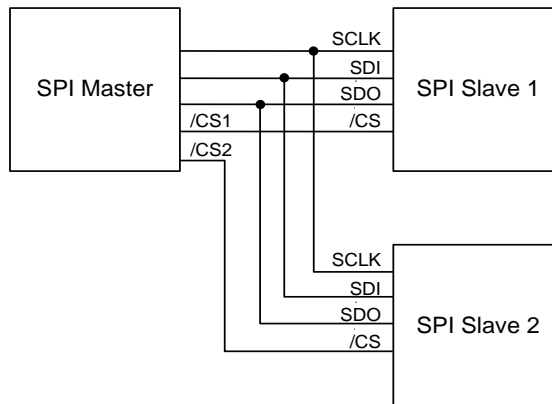 SCLK
SDI
SPI Master
SDO
SPI Slave 1
/CS1
/CS
/CS2
SCLK
SDI
SDO
SPI Slave 2
/CS